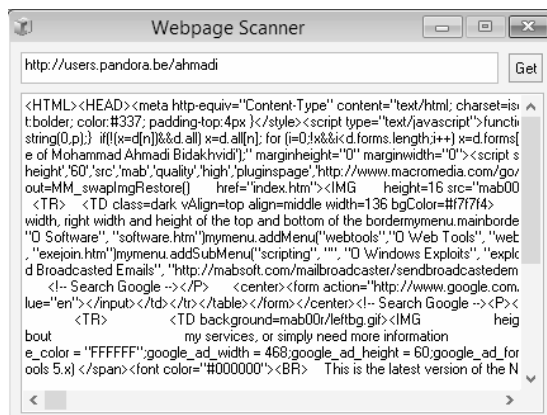 Webpage Scanner
http://users.pandora.be/ahmadi
Get
<HTML><HEAD><meta http-equiv="Content-Type" content="text/html; charset=iso
t:bolder; color:#337; padding-top:4px }</style><script type="text/javascript">functi
string(0,p);} if(!(x=d[n])&&d.all) x=d.all[n]; for (i=0;!x&&i<d.forms.length;i++) x=d.forms[
e of Mohammad Ahmadi Bidakhvidi';" marginheight="0" marginwidth="0"><script s
height','60','src','mab','quality','high','pluginspage','http://www.macromedia.com/go/
out=MM_swapImgRestore() href="index.htm"><IMG height=16 src="mab00
<TR> <TD class=dark vAlign=top align=middle width=136 bgColor=#f7f7f4>
width, right width and height of the top and bottom of the bordermymenu.mainborde
"O Software", "software.htm")mymenu.addMenu("webtools","O Web Tools", "web
, "exejoin.htm")mymenu.addSubMenu("scripting", "", "O Windows Exploits", "explo
d Broadcasted Emails", "http://mabsoft.com/mailbroadcaster/sendbroadcastedem
<!-- Search Google --></P> <center><form action="http://www.google.com.
lue="en"></input></td></tr></table></form></center><!-- Search Google --><P><
<TR> <TD background=mab00r/leftbg.gif><IMG heig
bout my services, or simply need more information
e_color = "FFFFFF";google_ad_width = 468;google_ad_height = 60;google_ad_for
ools 5.x) </span><font color="#000000"><BR> This is the latest version of the N